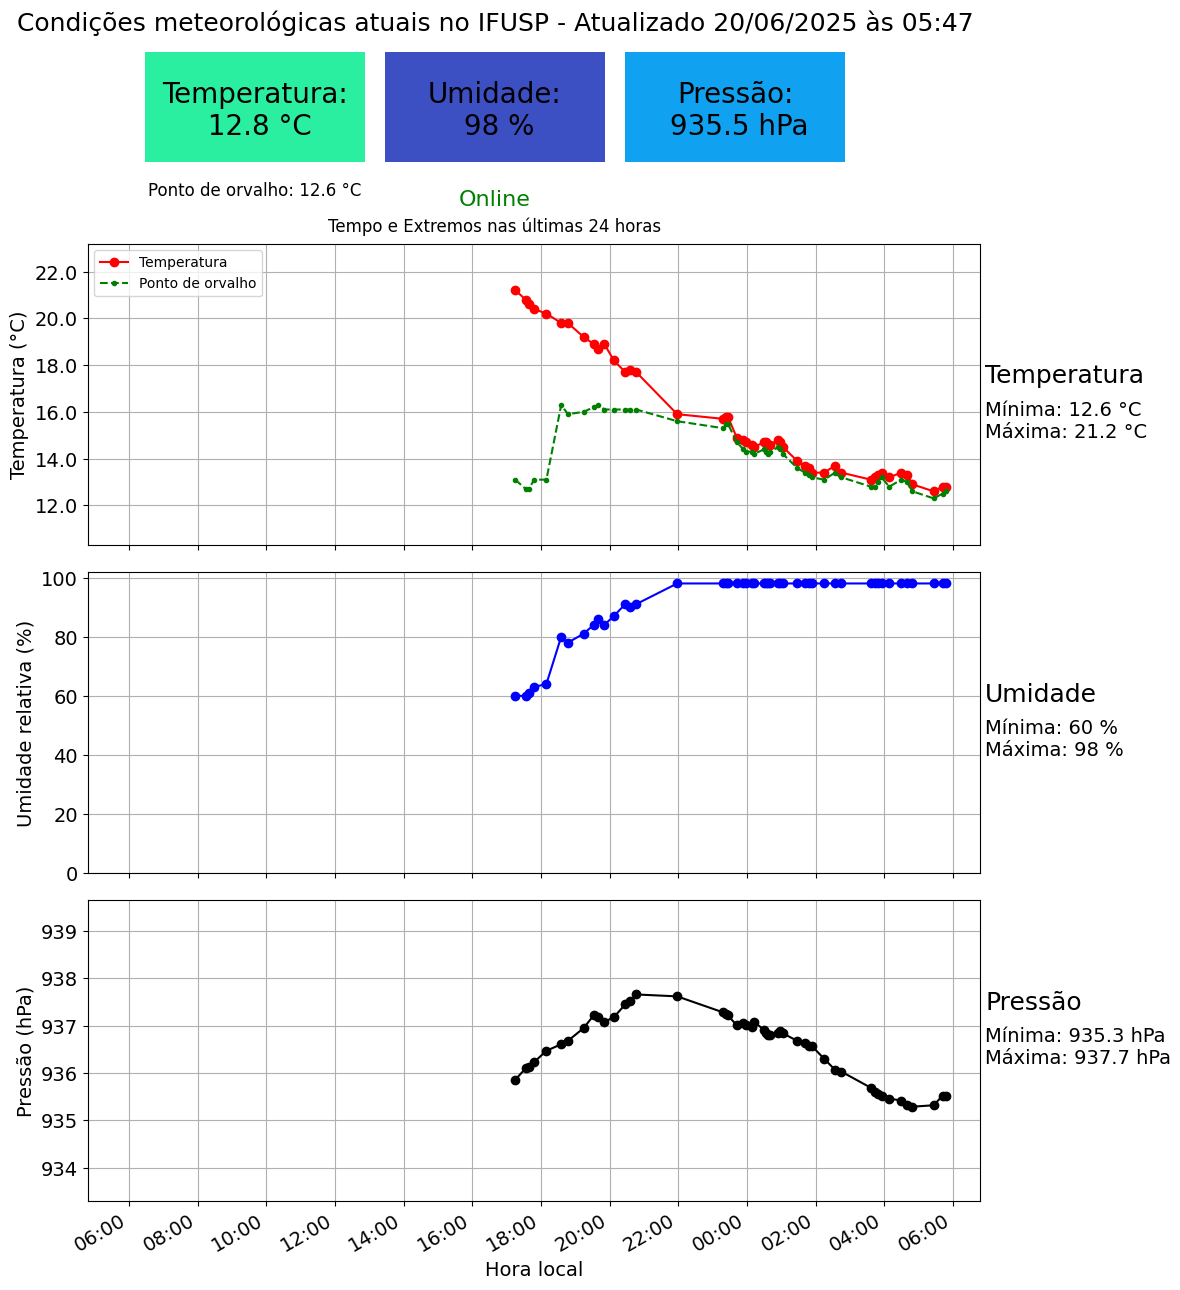 Condições meteorológicas atuais no IFUSP - Atualizado 20/06/2025 às 05:47
Temperatura:
12.8 °C
Umidade:
98 %
Pressão:
935.5 hPa
Ponto de orvalho: 12.6 °C
Online
Tempo e Extremos nas últimas 24 horas
Temperatura
Ponto de orvalho
Temperatura (°C)
22.0
20.0
18.0
16.0
14.0
12.0
Temperatura
Mínima: 12.6 °C
Máxima: 21.2 °C
Umidade relativa (%)
100
80
60
40
20
0
Umidade
Mínima: 60 %
Máxima: 98 %
Pressão (hPa)
939
938
937
936
935
934
Pressão
Mínima: 935.3 hPa
Máxima: 937.7 hPa
06:00 08:00 10:00 12:00 14:00 16:00 18:00 20:00 22:00 00:00 02:00 04:00 06:00
Hora local